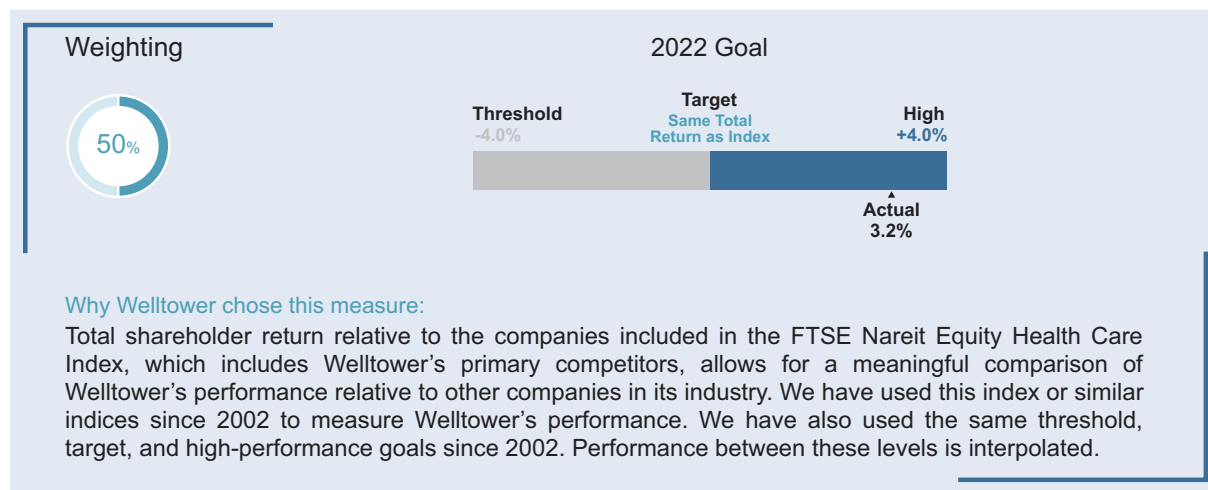 Weighting
2022 Goal
50%
Threshold
-4.0%
Target
Same Total
Return as Index
High
+4.0%
Actual
3.2%
Why Welltower chose this measure:
Total shareholder return relative to the companies included in the FTSE Nareit Equity Health Care
Index, which includes Welltower’s primary competitors, allows for a meaningful comparison of
Welltower’s performance relative to other companies in its industry. We have used this index or similar
indices since 2002 to measure Welltower’s performance. We have also used the same threshold,
target, and high-performance goals since 2002. Performance between these levels is interpolated.